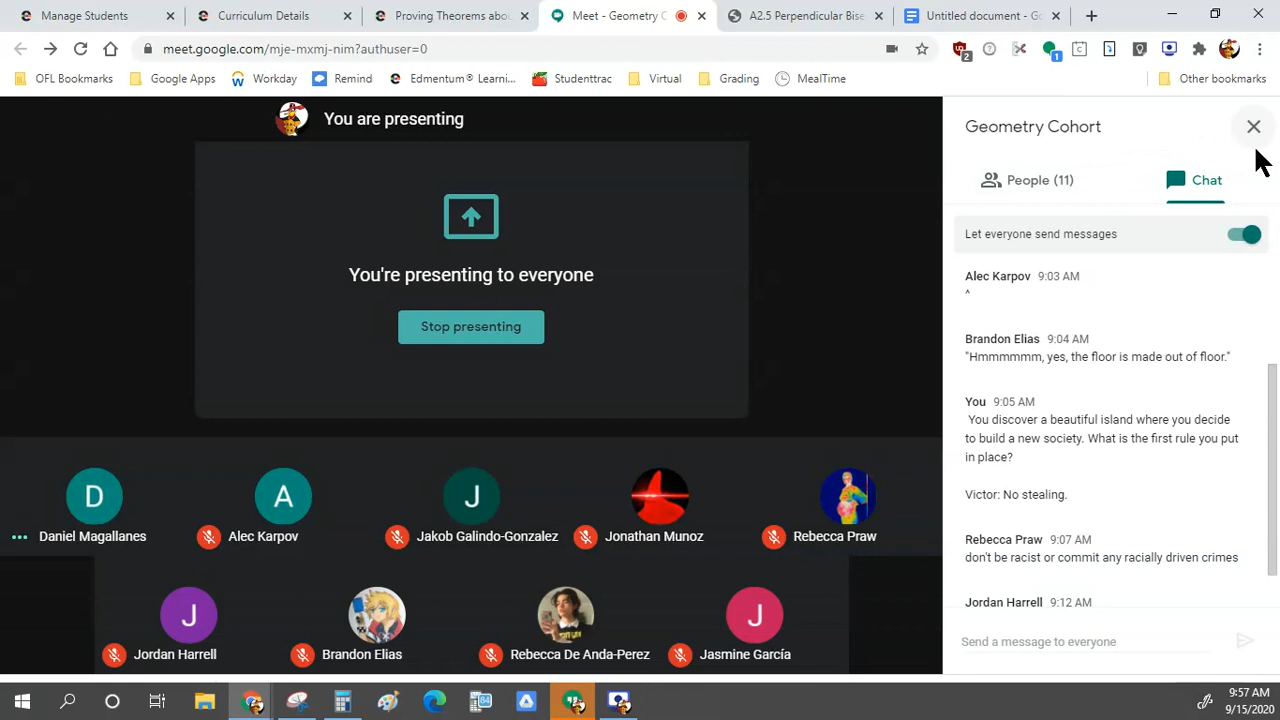 Manage Students
Curriculum Details
Proving Theorems abo
Meet - Geometry C
A2.5 Perpendicular Bise
Untitled document - Go
meet.google.com/mje-mxmj-nim?authuser=0
2
1
OFL Bookmarks
Google Apps
Workday
Remind
Edmentum® Learni...
Studenttrac
Virtual
Grading
MealTime
Other bookmarks
You are presenting
You're presenting to everyone
Stop presenting
D
Daniel Magallanes
A
Alec Karpov
J
Jakob Galindo-Gonzalez
Jonathan Munoz
Rebecca Praw
J
Jordan Harrell
Brandon Elias
Rebecca De Anda-Perez
J
Jasmine García
Geometry Cohort
People (11)
Chat
Let everyone send messages
Alec Karpov 9:03 AM
^
Brandon Elias 9:04 AM
"Hmmmmmm, yes, the floor is made out of floor."
You 9:05 AM
You discover a beautiful island where you decide
to build a new society. What is the first rule you put
in place?
Victor: No stealing.
Rebecca Praw 9:07 AM
don't be racist or commit any racially driven crimes
Jordan Harrell 9:12 AM
Send a message to everyone
9:57 AM
9/15/2020